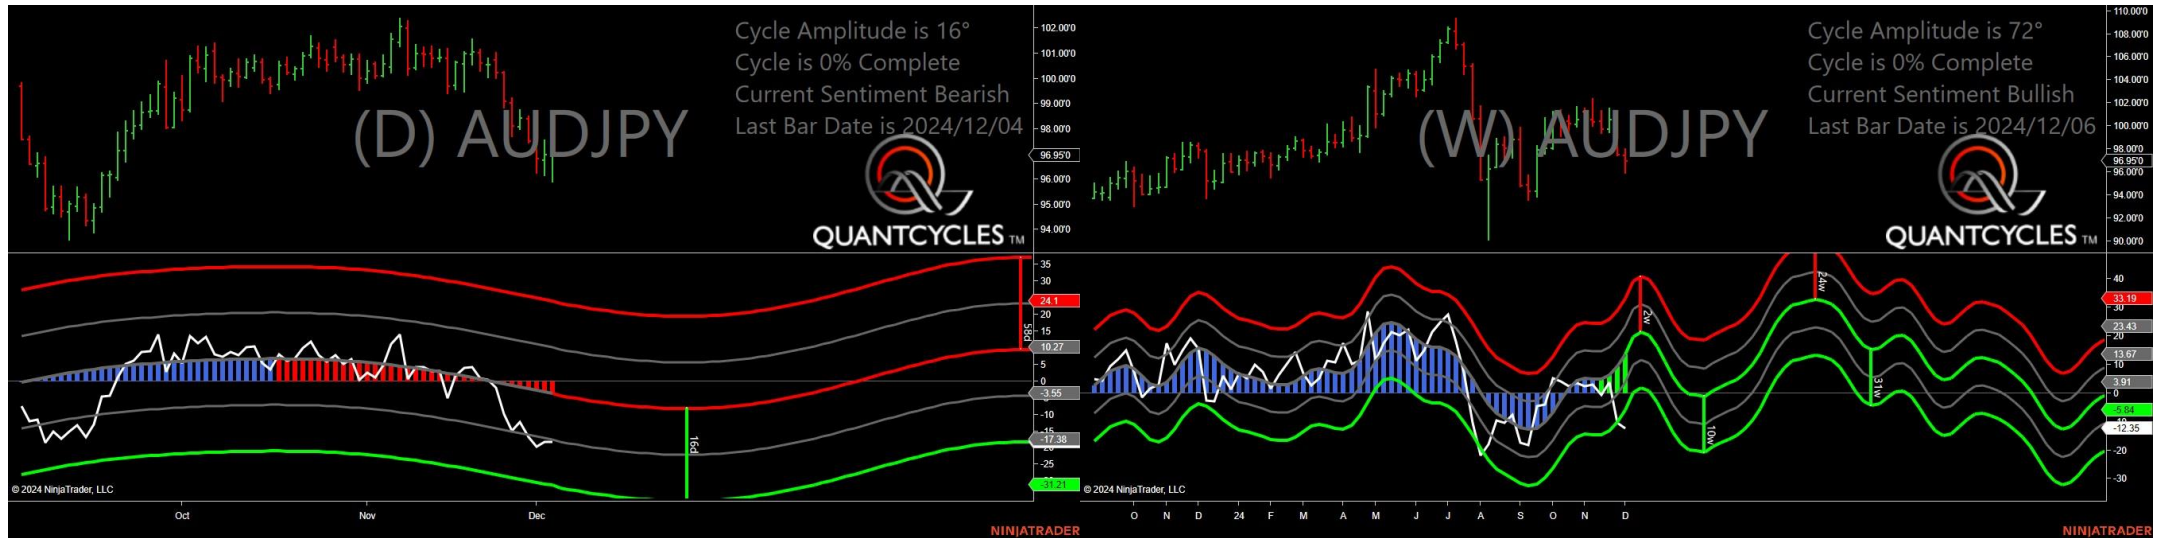 Cycle Amplitude is 16°
Cycle is 0% Complete
Current Sentiment Bearish
Last Bar Date is 2024/12/04
(D) AUDJPY
QUANTCYCLES TM
102.00'0
101.00'0
100.00'0
99.00'0
98.00'0
96.95'0
96.00'0
95.00'0
94.00'0
35
30
24.1
20
15
10.27
5
0
-3.55
-10
-17.38
-25
-31.21
58d
16d
© 2024 NinjaTrader, LLC
Oct Nov Dec
NINJATRADER
Cycle Amplitude is 72°
Cycle is 0% Complete
Current Sentiment Bullish
Last Bar Date is 2024/12/06
(W) AUDJPY
QUANTCYCLES TM
110.00'0
108.00'0
106.00'0
104.00'0
102.00'0
100.00'0
98.00'0
96.95'0
96.00'0
94.00'0
92.00'0
90.00'0
40
33.19
30
23.43
20
13.67
10
3.91
0
-5.84
-12.35
-20
-30
2w
10w
24w
31w
© 2024 NinjaTrader, LLC
O N D 24 F M A M J J A S O N D
NINJATRADER